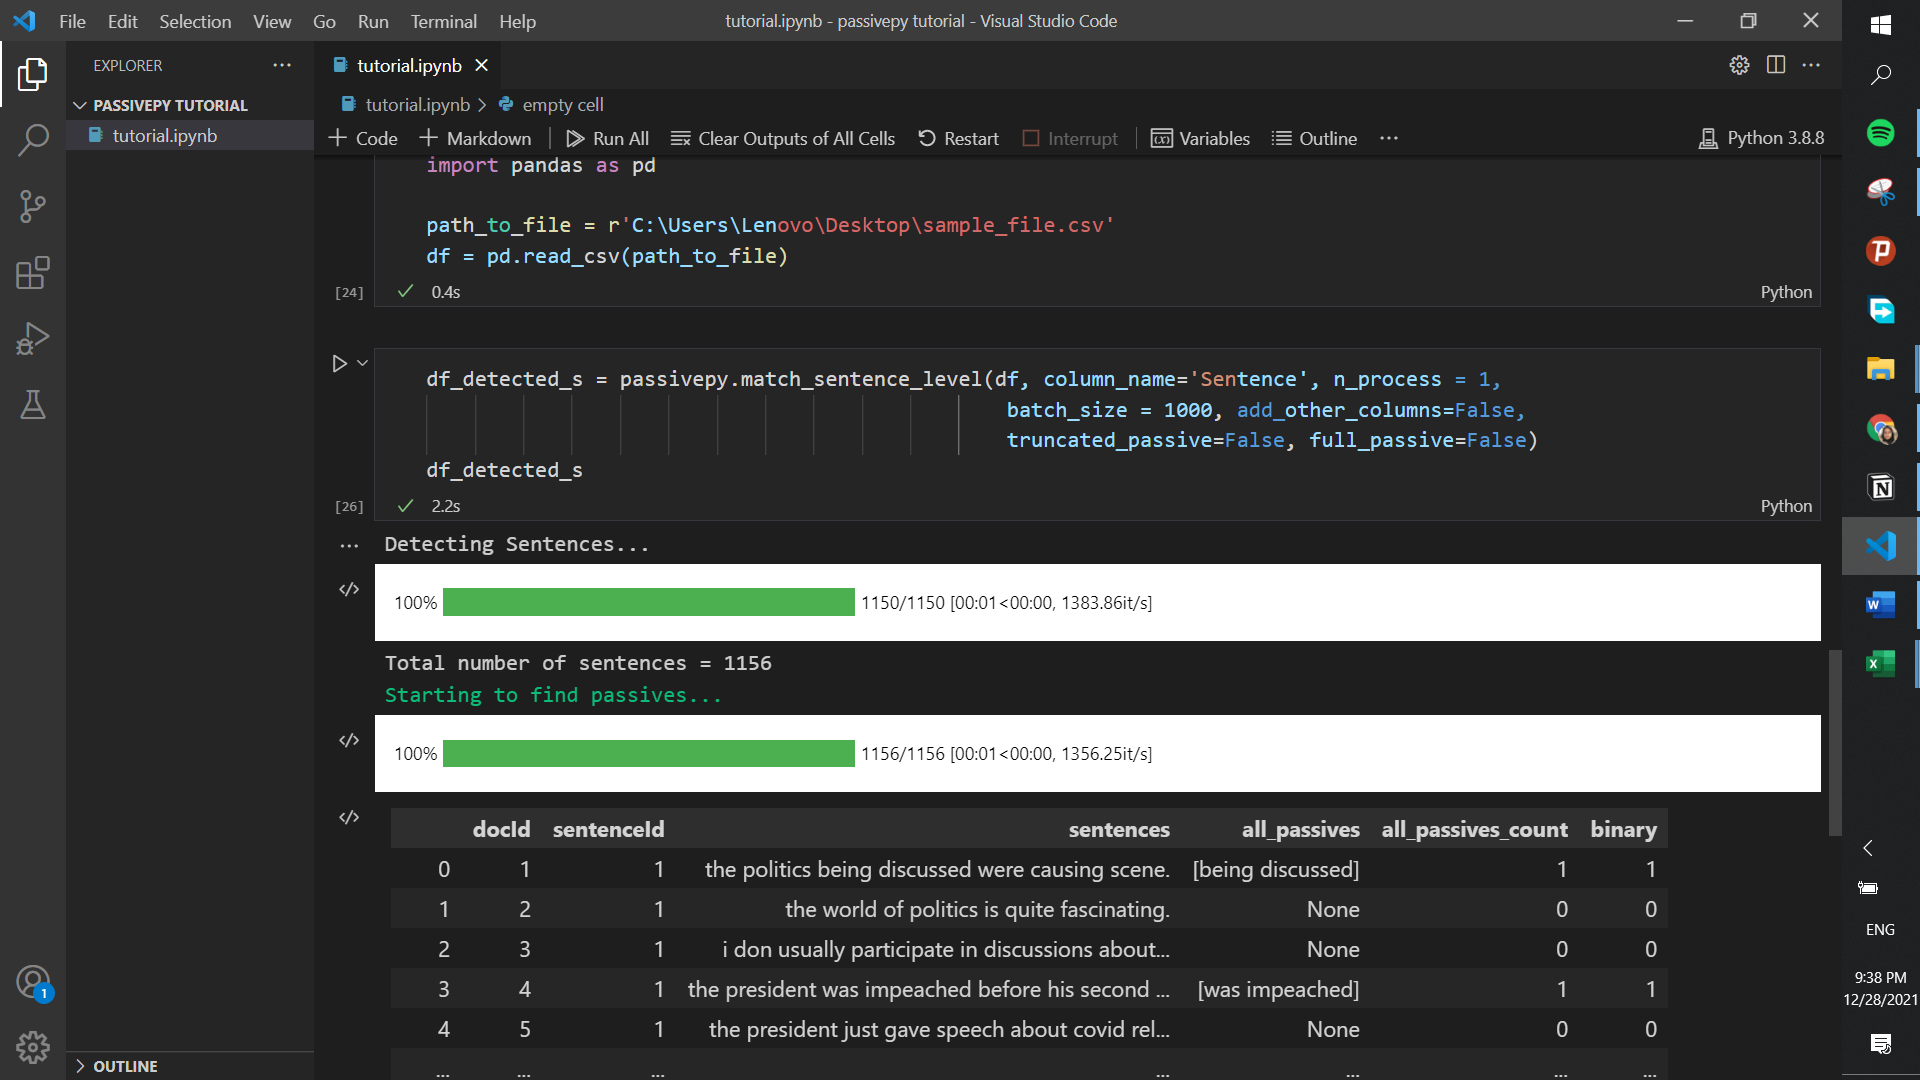 File Edit Selection View Go Run Terminal Help
tutorial.ipynb - passivepy tutorial - Visual Studio Code
EXPLORER
PASSIVEPY TUTORIAL
tutorial.ipynb
OUTLINE
1
tutorial.ipynb
tutorial.ipynb > empty cell
Code Markdown Run All Clear Outputs of All Cells Restart Interrupt Variables Outline Python 3.8.8
import pandas as pd
path_to_file = r'C:\Users\Lenovo\Desktop\sample_file.csv'
df = pd.read_csv(path_to_file)
[24] 0.4s Python
df_detected_s = passivepy.match_sentence_level(df, column_name='Sentence', n_process = 1,
batch_size = 1000, add_other_columns=False,
truncated_passive=False, full_passive=False)
df_detected_s
[26] 2.2s Python
Detecting Sentences...
100% 1150/1150 [00:01<00:00, 1383.86it/s]
Total number of sentences = 1156
Starting to find passives...
100% 1156/1156 [00:01<00:00, 1356.25it/s]
docId sentenceId sentences all_passives all_passives_count binary
0 1 1 the politics being discussed were causing scene. [being discussed] 1 1
1 2 1 the world of politics is quite fascinating. None 0 0
2 3 1 i don usually participate in discussions about... None 0 0
3 4 1 the president was impeached before his second ... [was impeached] 1 1
4 5 1 the president just gave speech about covid rel... None 0 0
... ... ... ... ... ... ...
ENG
9:38 PM
12/28/2021